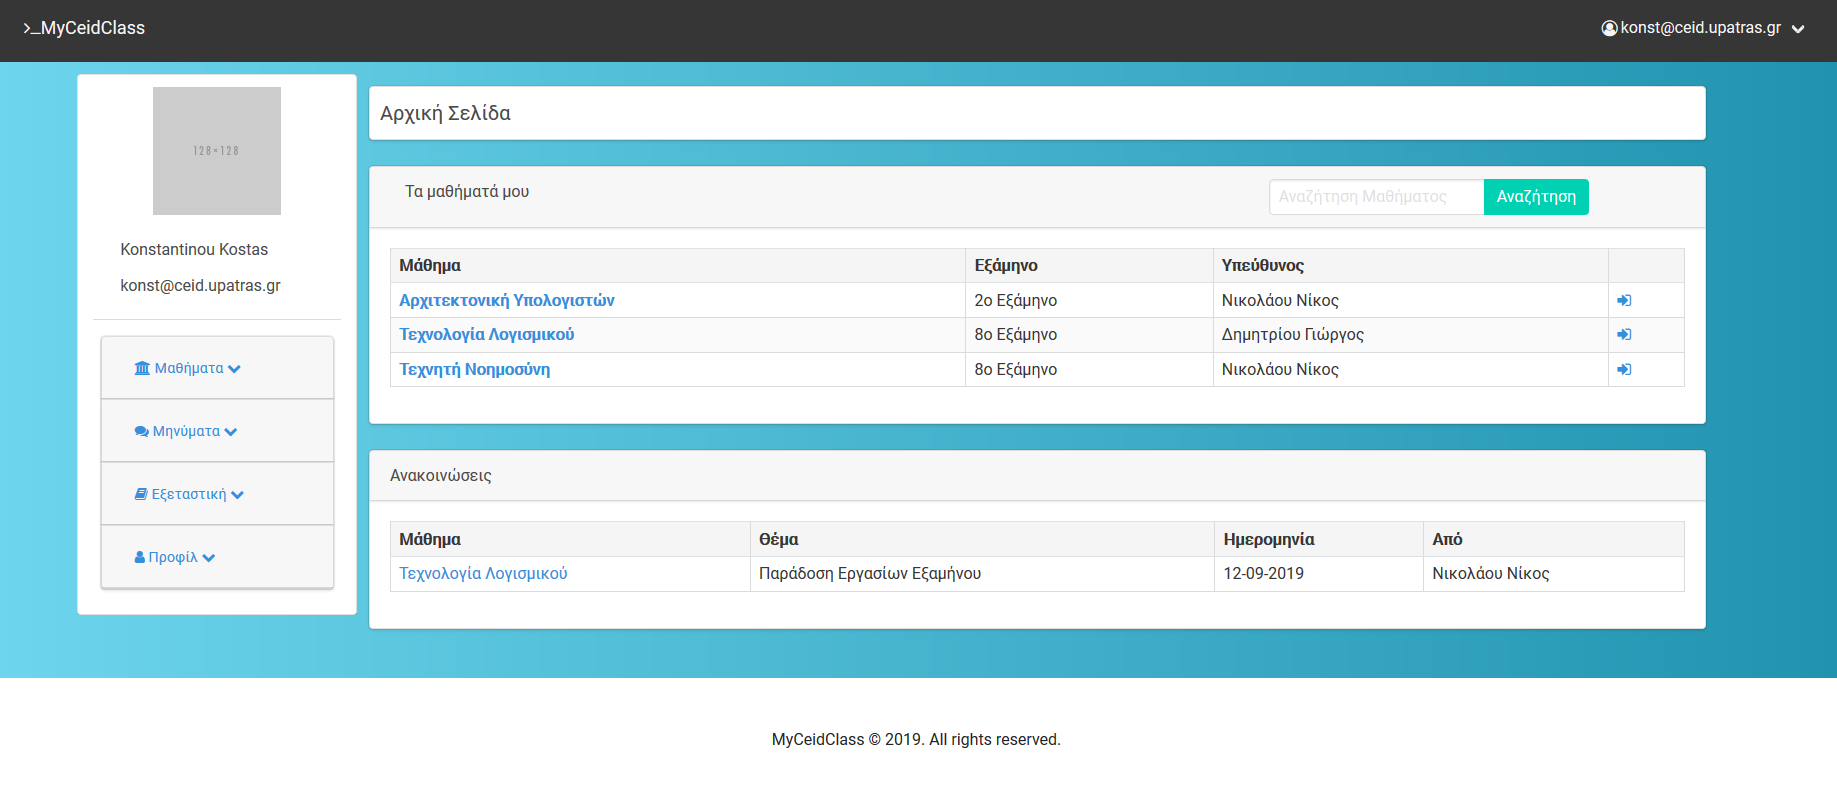 >_MyCeidClass
konst@ceid.upatras.gr
128×128
Konstantinou Kostas
konst@ceid.upatras.gr
Μαθήματα
Μηνύματα
Εξεταστική
Προφίλ
Αρχική Σελίδα
Τα μαθήματά μου
Αναζήτηση Μαθήματος Αναζήτηση
Μάθημα Εξάμηνο Υπεύθυνος
Αρχιτεκτονική Υπολογιστών 2ο Εξάμηνο Νικολάου Νίκος
Τεχνολογία Λογισμικού 8ο Εξάμηνο Δημητρίου Γιώργος
Τεχνητή Νοημοσύνη 8ο Εξάμηνο Νικολάου Νίκος
Ανακοινώσεις
Μάθημα Θέμα Ημερομηνία Από
Τεχνολογία Λογισμικού Παράδοση Εργασίων Εξαμήνου 12-09-2019 Νικολάου Νίκος
MyCeidClass © 2019. All rights reserved.